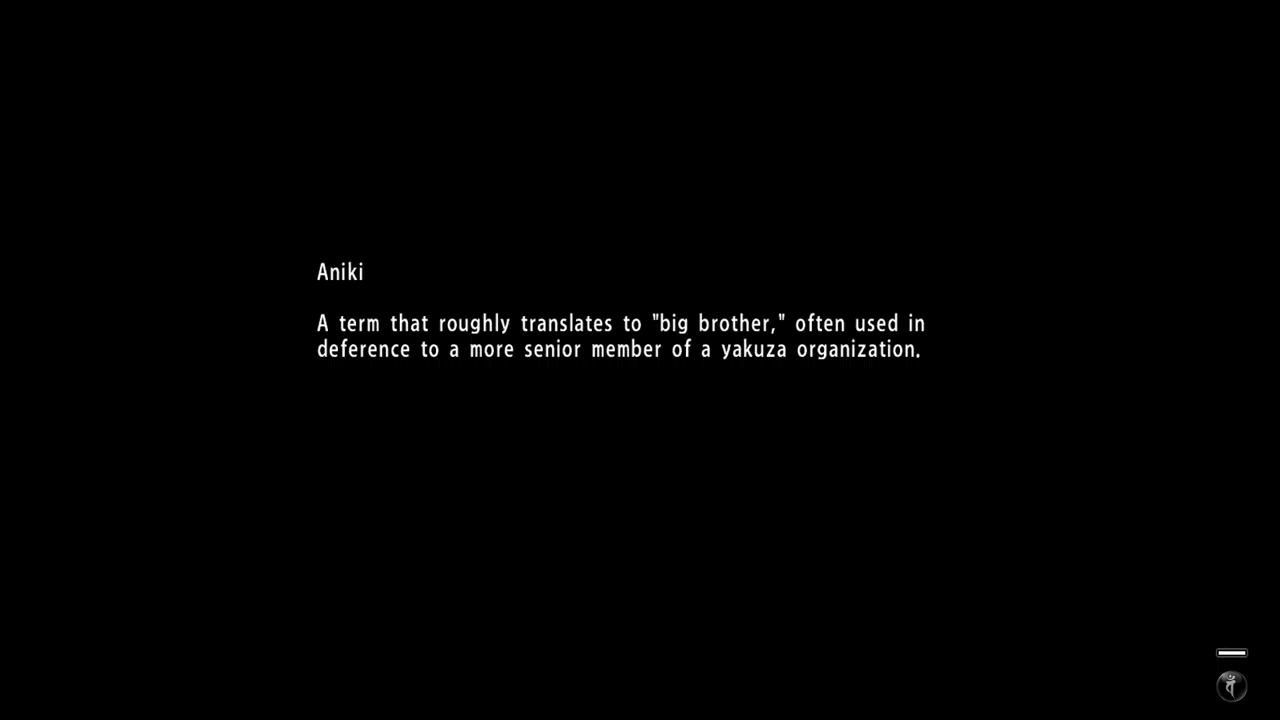 Aniki
A term that roughly translates to "big brother," often used in
deference to a more senior member of a yakuza organization.